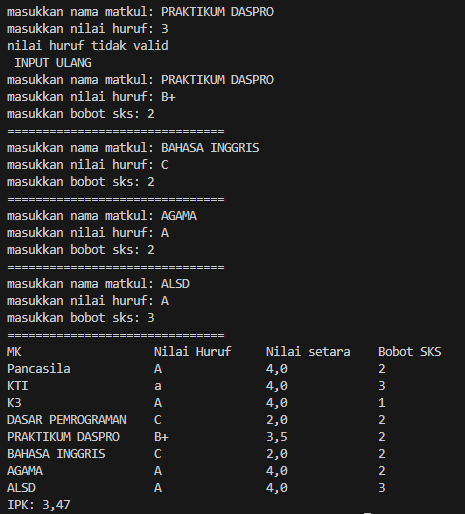 masukkan nama matkul: PRAKTIKUM DASPRO
masukkan nilai huruf: 3
nilai huruf tidak valid
 INPUT ULANG
masukkan nama matkul: PRAKTIKUM DASPRO
masukkan nilai huruf: B+
masukkan bobot sks: 2
===============================
masukkan nama matkul: BAHASA INGGRIS
masukkan nilai huruf: C
masukkan bobot sks: 2
===============================
masukkan nama matkul: AGAMA
masukkan nilai huruf: A
masukkan bobot sks: 2
===============================
masukkan nama matkul: ALSD
masukkan nilai huruf: A
masukkan bobot sks: 3
===============================
MK                   Nilai Huruf     Nilai setara    Bobot SKS
Pancasila            A               4,0             2
KTI                  a               4,0             3
K3                   A               4,0             1
DASAR PEMROGRAMAN    C               2,0             2
PRAKTIKUM DASPRO     B+              3,5             2
BAHASA INGGRIS       C               2,0             2
AGAMA                A               4,0             2
ALSD                 A               4,0             3
IPK: 3,47